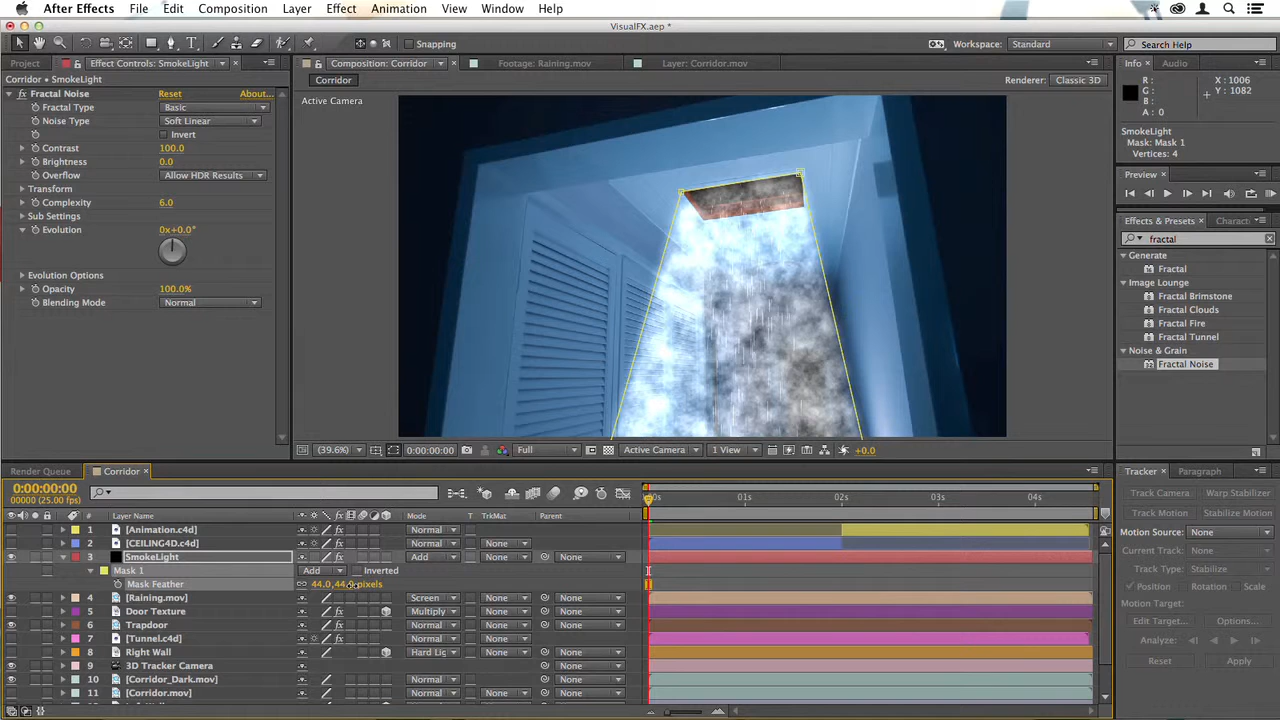 After Effects File Edit Composition Layer Effect Animation View Window Help
VisualFX.aep *
Snapping Workspace: Standard Search Help
Project Effect Controls: SmokeLight Composition: Corridor Footage: Raining.mov Layer: Corridor.mov Info Audio
Corridor • SmokeLight Corridor Renderer: Classic 3D
fx Fractal Noise Reset About...
Active Camera
Fractal Type Basic
Noise Type Soft Linear
Invert
Contrast 100.0
Brightness 0.0
Overflow Allow HDR Results
Transform
Complexity 6.0
Sub Settings
Evolution 0x+0.0°
Evolution Options
Opacity 100.0%
Blending Mode Normal
R : X : 1006
G : Y : 1082
B :
A : 0
SmokeLight
Mask: Mask 1
Vertices: 4
Preview
Effects & Presets Charact
fractal
Generate
Fractal
Image Lounge
Fractal Brimstone
Fractal Clouds
Fractal Fire
Fractal Tunnel
Noise & Grain
Fractal Noise
(39.6%) 0:00:00:00 Full Active Camera 1 View +0.0
Render Queue Corridor Tracker Paragraph
0:00:00:00
00000 (25.00 fps)
# Layer Name Mode T TrkMat Parent
00s 01s 02s 03s 04s
1 [Animation.c4d] fx Normal
2 [CEILING4D.c4d] fx Normal None None
3 SmokeLight fx Add None None
Mask 1 Add Inverted
Mask Feather 44.0,44. pixels
4 [Raining.mov] Screen None None
5 Door Texture fx Multiply None None
6 Trapdoor fx Normal None None
7 [Tunnel.c4d] fx Normal None None
8 Right Wall Hard Lig None None
9 3D Tracker Camera None
10 [Corridor_Dark.mov] Normal None None
11 [Corridor.mov] Normal None None
Track Camera Warp Stabilizer
Track Motion Stabilize Motion
Motion Source: None
Current Track: None
Track Type: Stabilize
Position Rotation Scale
Motion Target:
Edit Target... Options...
Analyze:
Reset Apply